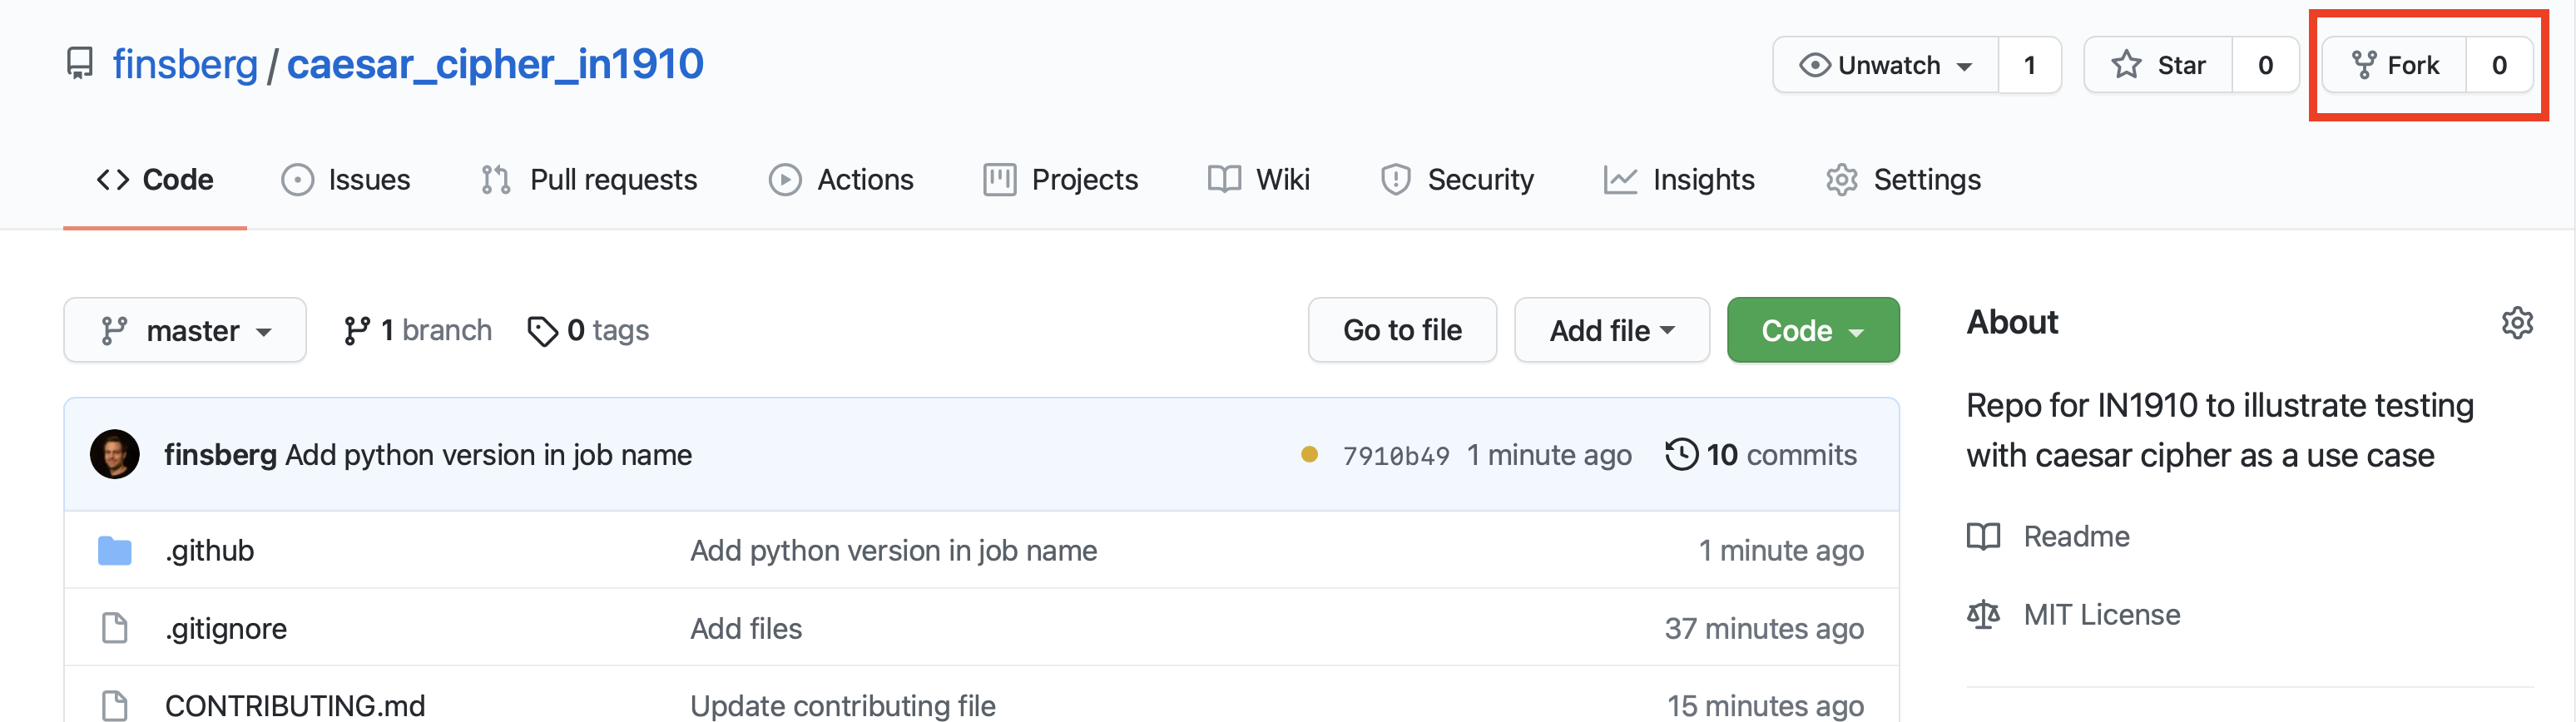 finsberg / caesar_cipher_in1910 Unwatch 1 Star 0 Fork 0
Code Issues Pull requests Actions Projects Wiki Security Insights Settings
master 1 branch 0 tags Go to file Add file Code About
Repo for IN1910 to illustrate testing
with caesar cipher as a use case
finsberg Add python version in job name 7910b49 1 minute ago 10 commits
Readme
.github Add python version in job name 1 minute ago
MIT License
.gitignore Add files 37 minutes ago
CONTRIBUTING.md Update contributing file 15 minutes ago